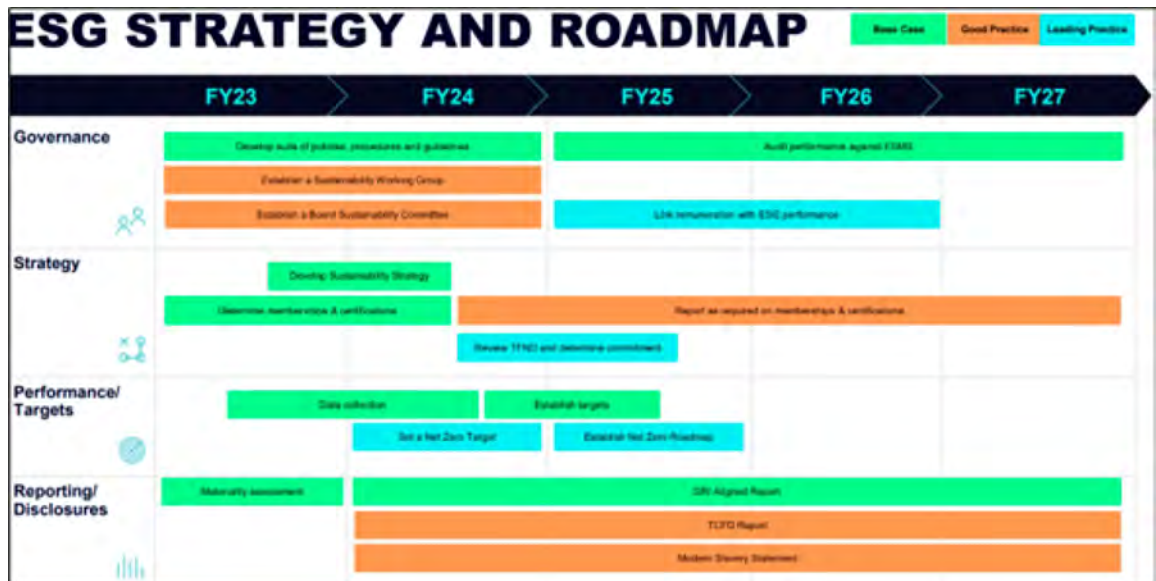 ESG STRATEGY AND ROADMAP
Base Case
Good Practice
Leading Practice
FY23
FY24
FY25
FY26
FY27
Governance
Develop suite of policies, procedures and guidelines
Audit performance against ESMS
Establish a Sustainability Working Group
Establish a Board Sustainability Committee
Link remuneration with ESG performance
Strategy
Develop Sustainability Strategy
Determine memberships & certifications
Report as required on memberships & certifications
Review TFND and determine commitment
Performance/
Targets
Data collection
Establish targets
Set a Net Zero Target
Establish Net Zero Roadmap
Reporting/
Disclosures
Materiality assessment
GRI Aligned Report
TCFD Report
Modern Slavery Statement